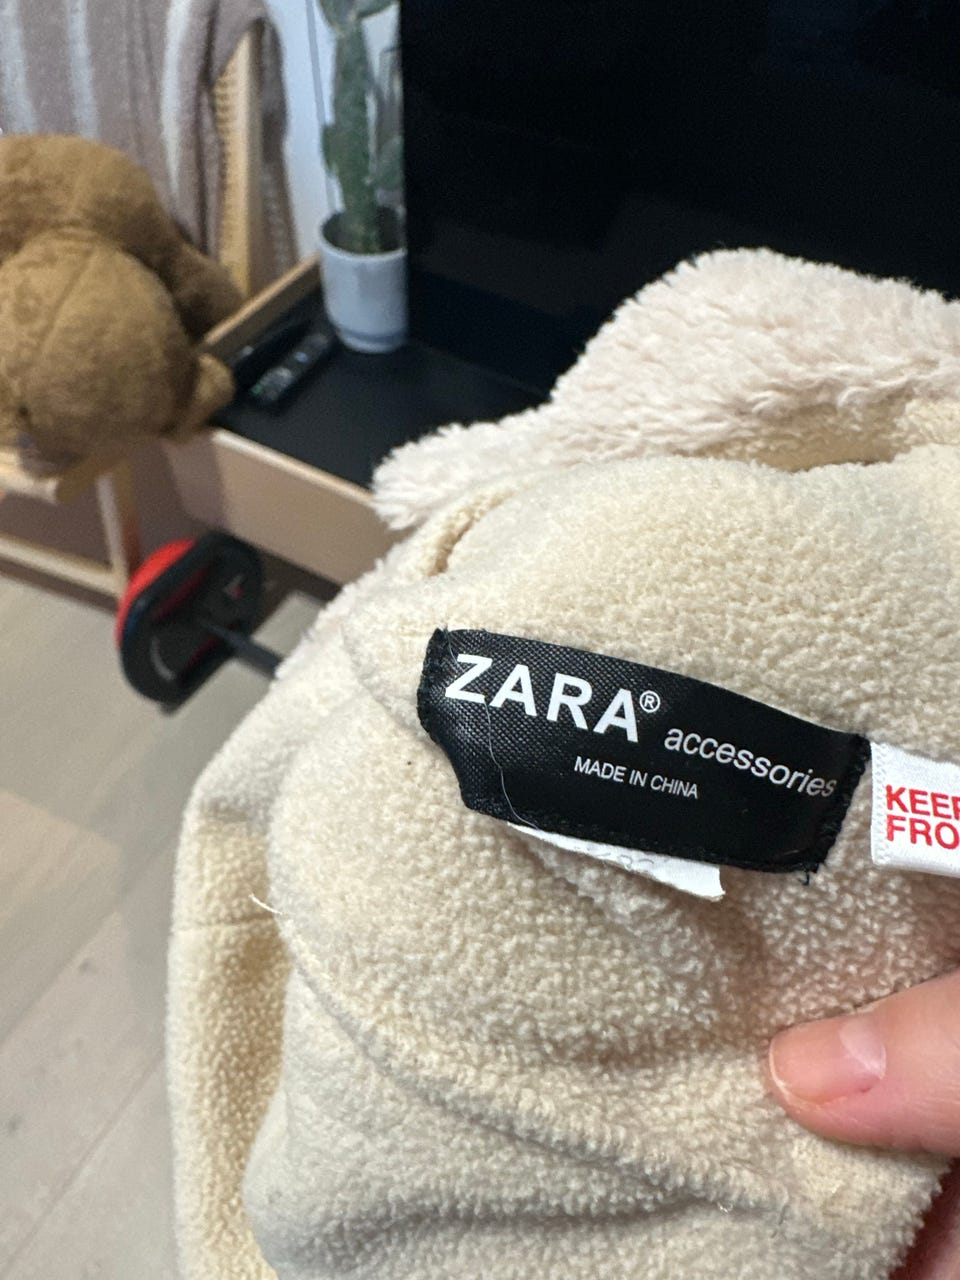 ZARA® accessories
MADE IN CHINA
KEEP
FRO